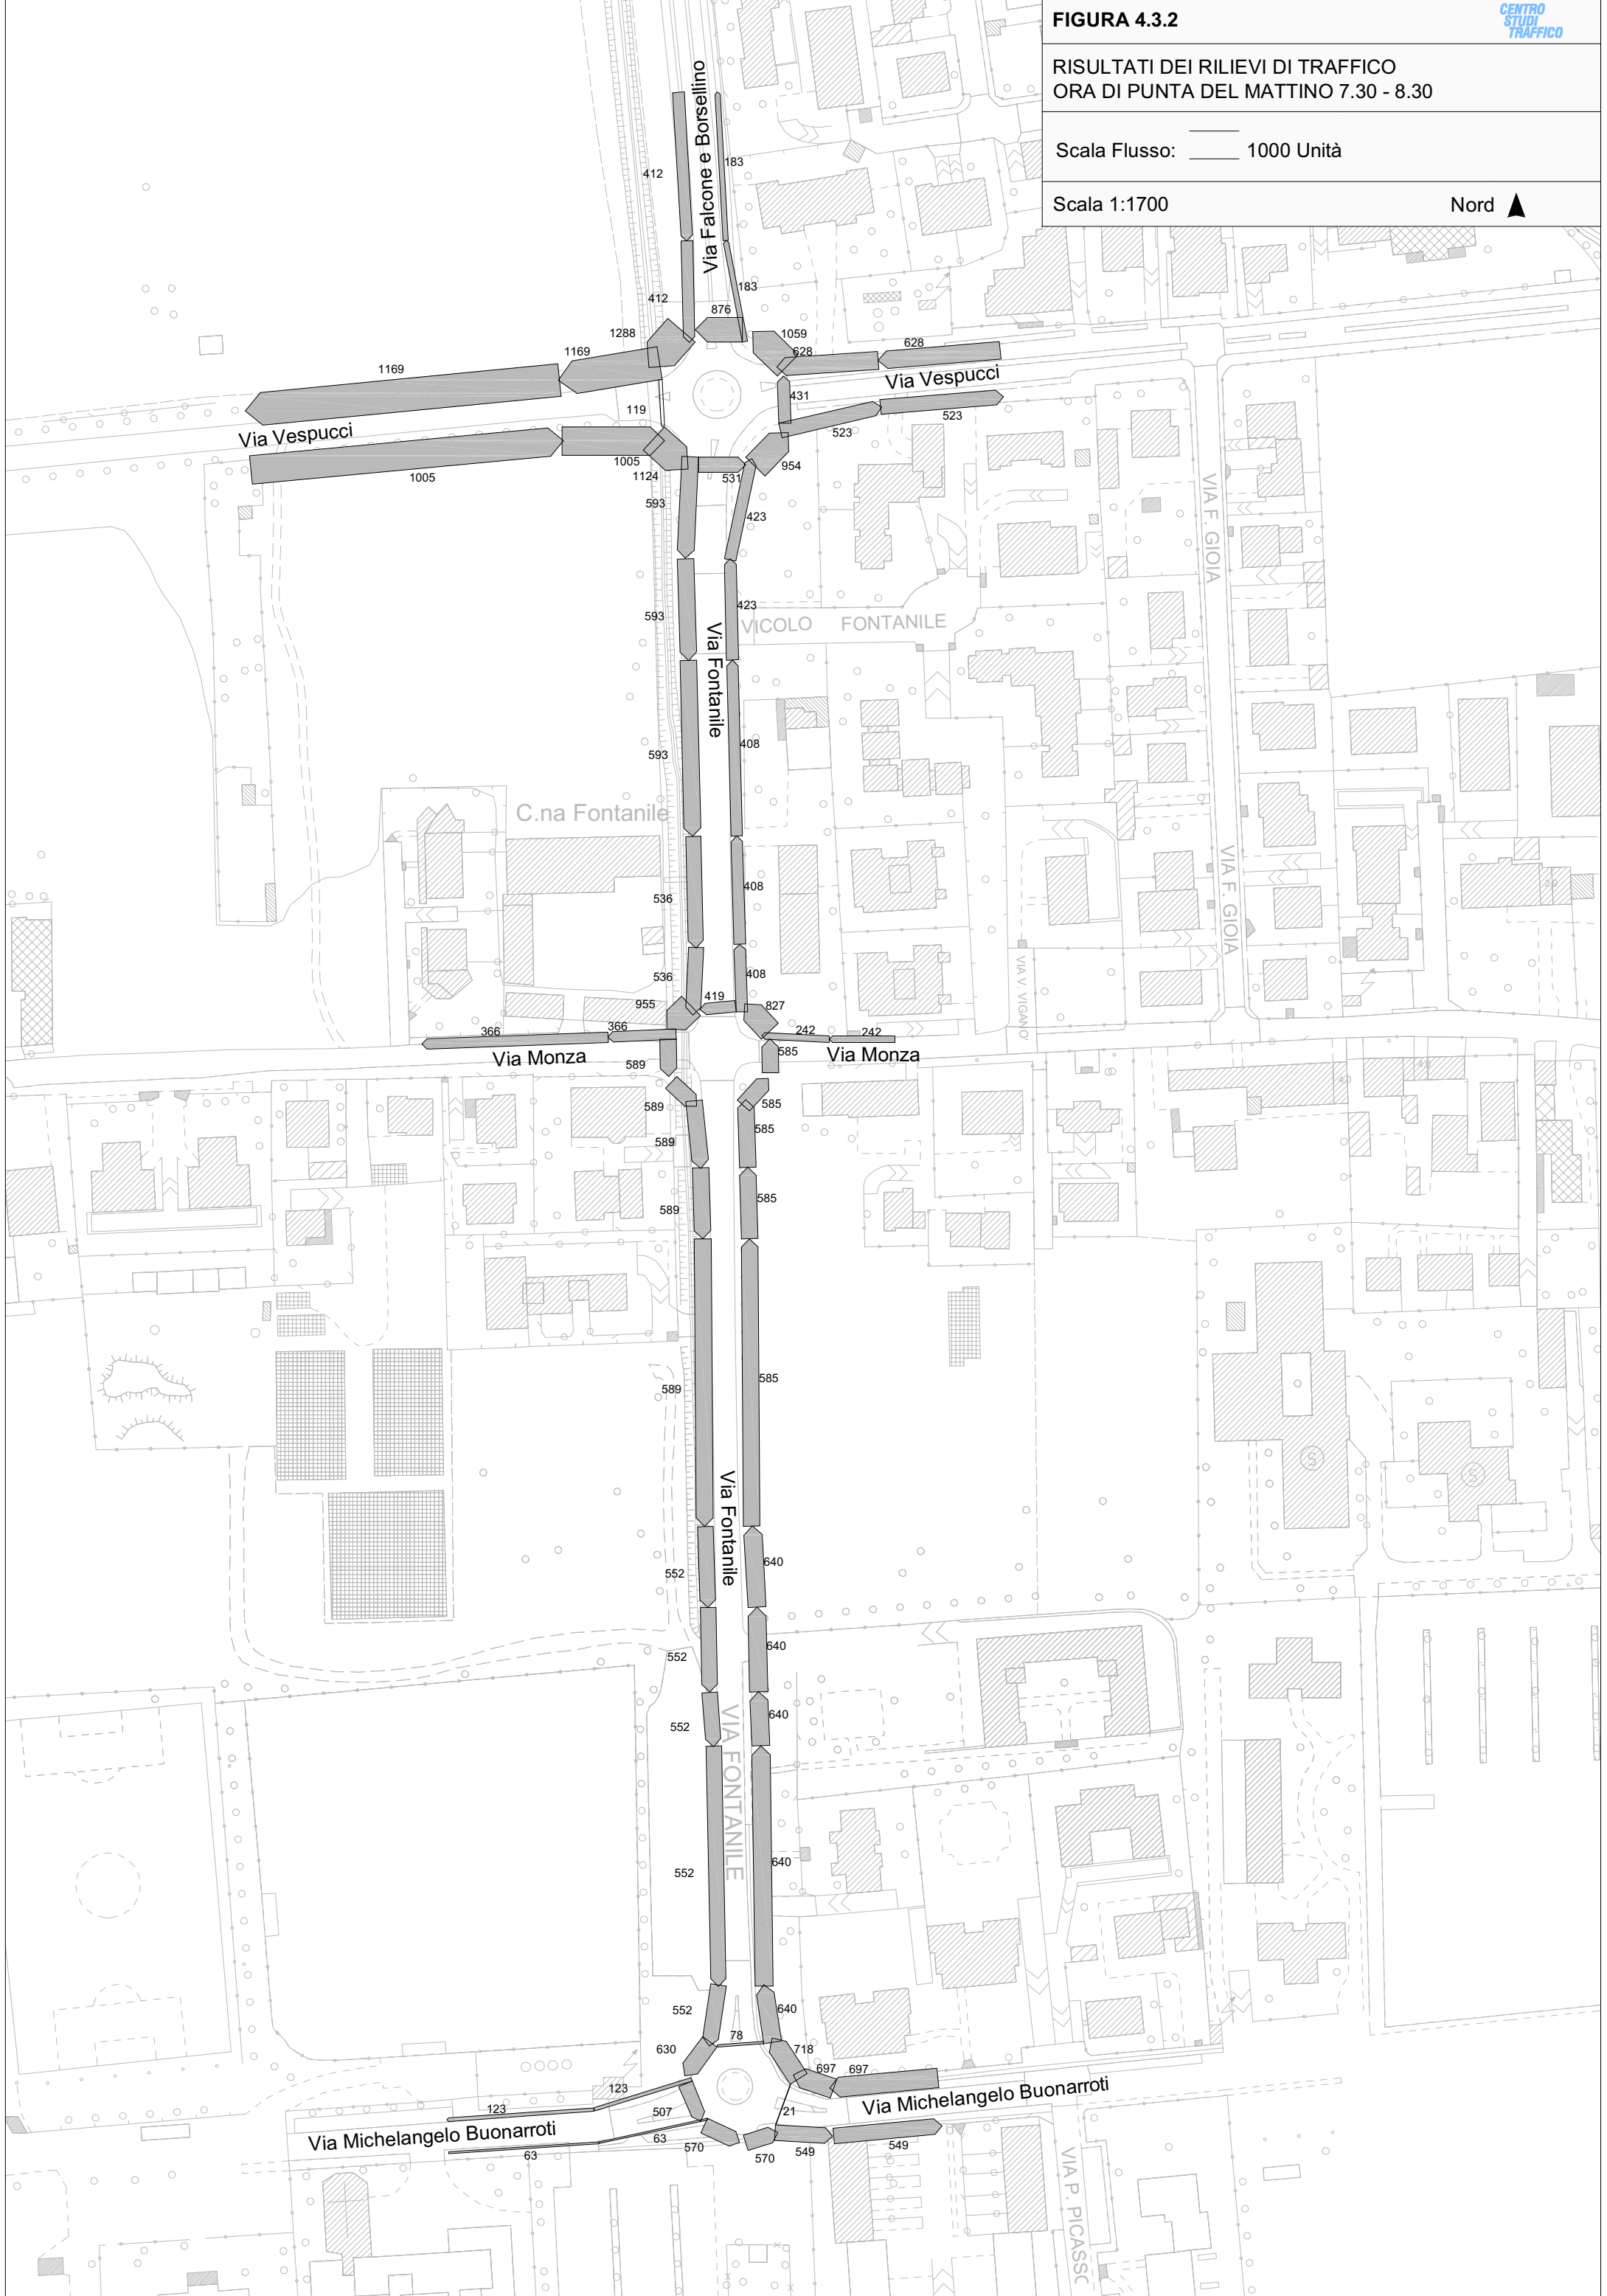 FIGURA 4.3.2
CENTRO
STUDI
TRAFFICO
RISULTATI DEI RILIEVI DI TRAFFICO
ORA DI PUNTA DEL MATTINO 7.30 - 8.30
Scala Flusso: 1000 Unità
Scala 1:1700
Nord
Via Falcone e Borsellino
412
183
412
183
876
1288
1059
1169
1169
628
628
Via Vespucci
119
431
523
523
Via Vespucci
1005
1005
1124
531
954
593
423
VIA F. GIOIA
593
423
VICOLO FONTANILE
Via Fontanile
593
408
C.na Fontanile
536
408
VIA F. GIOIA
VIA V. VIGANO'
536
408
955
419
827
366
366
242
242
Via Monza
Via Monza
589
585
589
585
589
585
589
585
589
585
S
S
Via Fontanile
552
640
552
640
552
640
VIA FONTANILE
552
640
552
640
78
630
718
697
697
123
123
507
21
Via Michelangelo Buonarroti
Via Michelangelo Buonarroti
63
63
570
570
549
549
VIA P. PICASSO